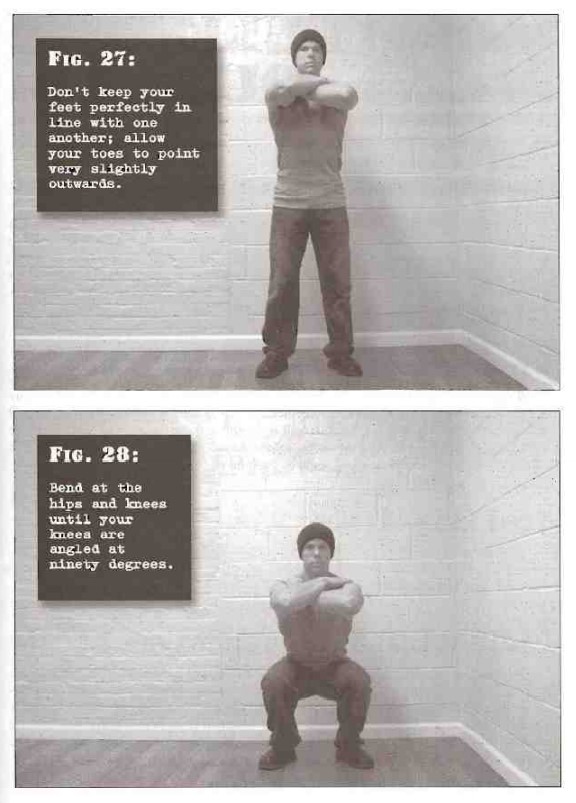 FIG. 27:
Don't keep your
feet perfectly in
line with one
another; allow
your toes to point
very slightly
outwards.
FIG. 28:
Bend at the
hips and knees
until your
knees are
angled at
ninety degrees.